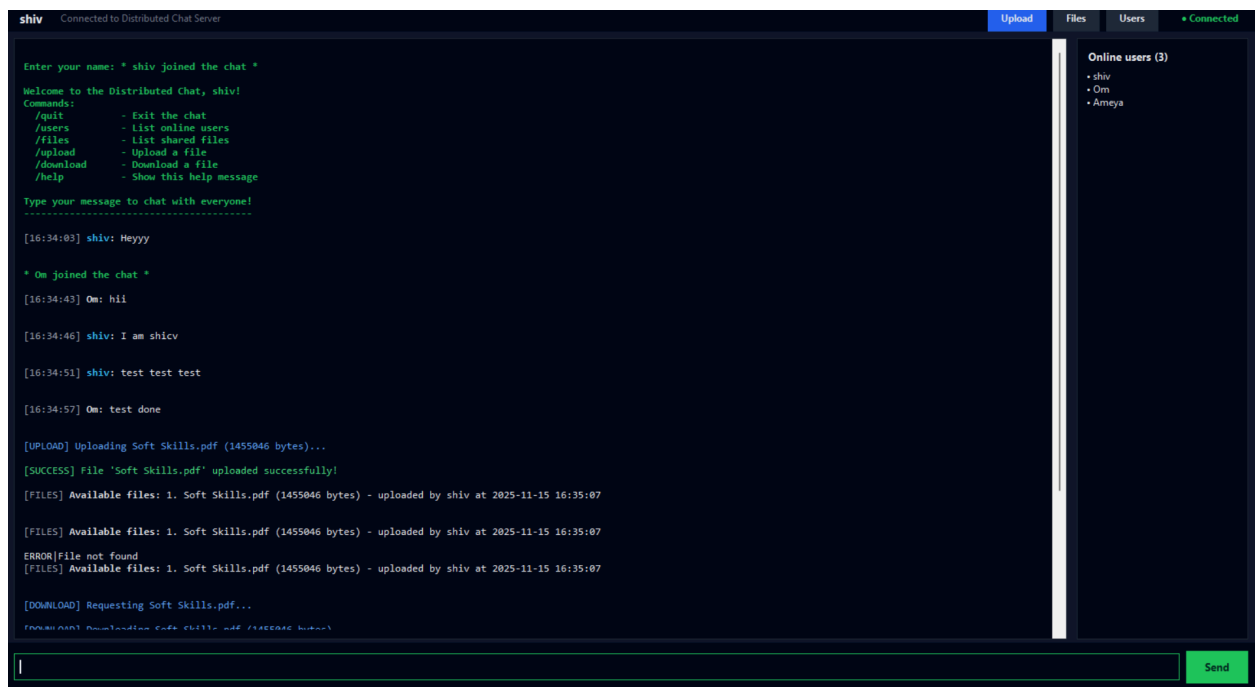 shiv Connected to Distributed Chat Server Upload Files Users • Connected
Enter your name: * shiv joined the chat *
Welcome to the Distributed Chat, shiv!
Commands:
/quit - Exit the chat
/users - List online users
/files - List shared files
/upload - Upload a file
/download - Download a file
/help - Show this help message
Type your message to chat with everyone!
----------------------------------------
[16:34:03] shiv: Heyyy
* Om joined the chat *
[16:34:43] Om: hii
[16:34:46] shiv: I am shicv
[16:34:51] shiv: test test test
[16:34:57] Om: test done
[UPLOAD] Uploading Soft Skills.pdf (1455046 bytes)...
[SUCCESS] File 'Soft Skills.pdf' uploaded successfully!
[FILES] Available files: 1. Soft Skills.pdf (1455046 bytes) - uploaded by shiv at 2025-11-15 16:35:07
[FILES] Available files: 1. Soft Skills.pdf (1455046 bytes) - uploaded by shiv at 2025-11-15 16:35:07
ERROR|File not found
[FILES] Available files: 1. Soft Skills.pdf (1455046 bytes) - uploaded by shiv at 2025-11-15 16:35:07
[DOWNLOAD] Requesting Soft Skills.pdf...
[DOWNLOAD] Downloading Soft Skills.pdf (1455046 bytes)
Online users (3)
• shiv
• Om
• Ameya
Send